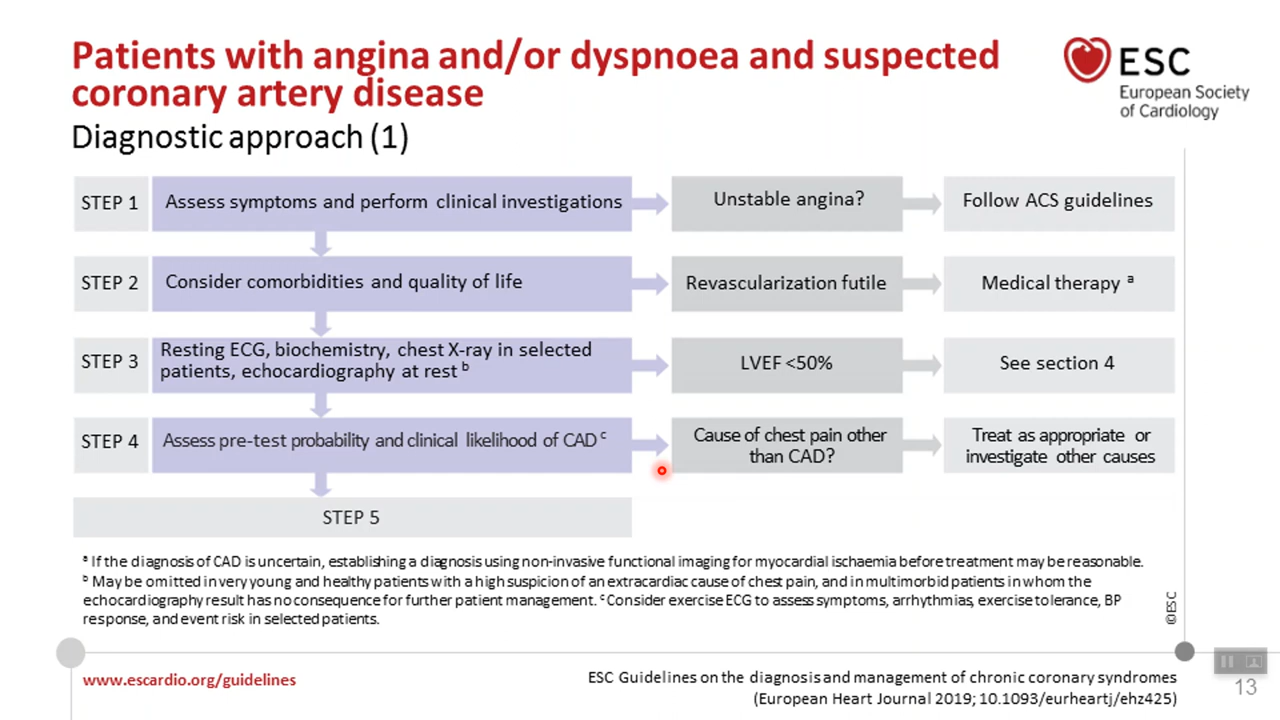 Patients with angina and/or dyspnoea and suspected
coronary artery disease
Diagnostic approach (1)
ESC
European Society
of Cardiology
STEP 1
Assess symptoms and perform clinical investigations
Unstable angina?
Follow ACS guidelines
STEP 2
Consider comorbidities and quality of life
Revascularization futile
Medical therapy a
STEP 3
Resting ECG, biochemistry, chest X-ray in selected
patients, echocardiography at rest b
LVEF <50%
See section 4
STEP 4
Assess pre-test probability and clinical likelihood of CAD c
Cause of chest pain other
than CAD?
Treat as appropriate or
investigate other causes
STEP 5
a If the diagnosis of CAD is uncertain, establishing a diagnosis using non-invasive functional imaging for myocardial ischaemia before treatment may be reasonable.
b May be omitted in very young and healthy patients with a high suspicion of an extracardiac cause of chest pain, and in multimorbid patients in whom the
echocardiography result has no consequence for further patient management. c Consider exercise ECG to assess symptoms, arrhythmias, exercise tolerance, BP
response, and event risk in selected patients.
©ESC
www.escardio.org/guidelines
ESC Guidelines on the diagnosis and management of chronic coronary syndromes
(European Heart Journal 2019; 10.1093/eurheartj/ehz425)
13